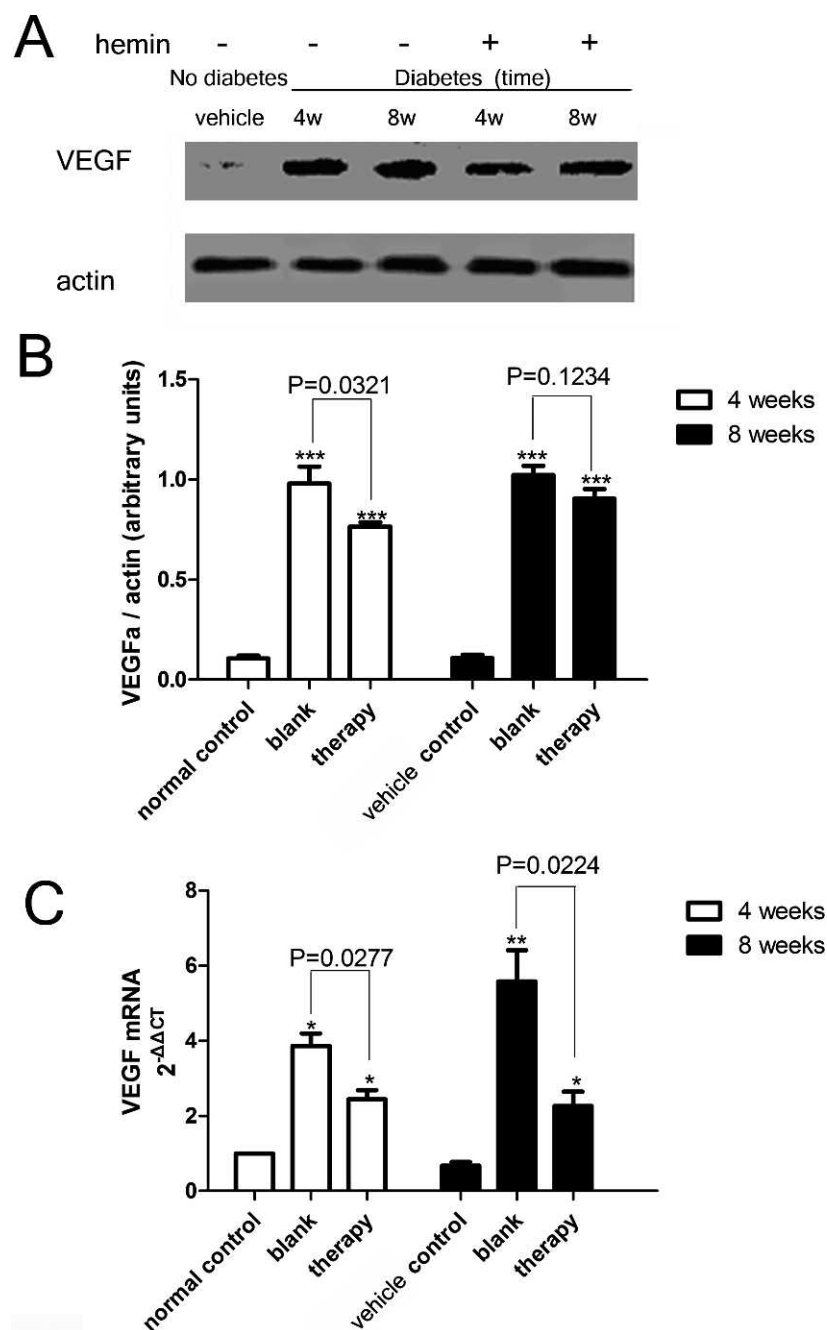 A
hemin - - - + +
No diabetes Diabetes (time)
vehicle 4w 8w 4w 8w
VEGF
actin
B
VEGFa / actin (arbitrary units)
1.5
1.0
0.5
0.0
P=0.0321
P=0.1234
*** *** *** ***
4 weeks
8 weeks
normal control
blank
therapy
vehicle control
blank
therapy
C
VEGF mRNA
2-ΔΔCT
8
6
4
2
0
P=0.0277
P=0.0224
* * ** *
4 weeks
8 weeks
normal control
blank
therapy
vehicle control
blank
therapy